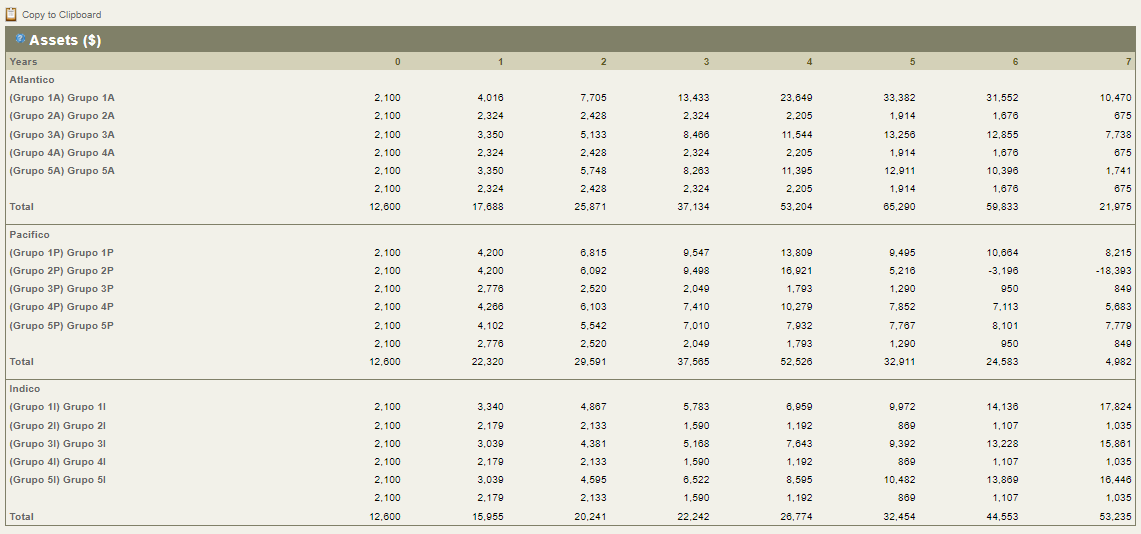 Copy to Clipboard
Assets ($)
Years 0 1 2 3 4 5 6 7
Atlantico
(Grupo 1A) Grupo 1A 2,100 4,016 7,705 13,433 23,649 33,382 31,552 10,470
(Grupo 2A) Grupo 2A 2,100 2,324 2,428 2,324 2,205 1,914 1,676 675
(Grupo 3A) Grupo 3A 2,100 3,350 5,133 8,466 11,544 13,256 12,855 7,738
(Grupo 4A) Grupo 4A 2,100 2,324 2,428 2,324 2,205 1,914 1,676 675
(Grupo 5A) Grupo 5A 2,100 3,350 5,748 8,263 11,395 12,911 10,396 1,741
2,100 2,324 2,428 2,324 2,205 1,914 1,676 675
Total 12,600 17,688 25,871 37,134 53,204 65,290 59,833 21,975
Pacifico
(Grupo 1P) Grupo 1P 2,100 4,200 6,815 9,547 13,809 9,495 10,664 8,215
(Grupo 2P) Grupo 2P 2,100 4,200 6,092 9,498 16,921 5,216 -3,196 -18,393
(Grupo 3P) Grupo 3P 2,100 2,776 2,520 2,049 1,793 1,290 950 849
(Grupo 4P) Grupo 4P 2,100 4,266 6,103 7,410 10,279 7,852 7,113 5,683
(Grupo 5P) Grupo 5P 2,100 4,102 5,542 7,010 7,932 7,767 8,101 7,779
2,100 2,776 2,520 2,049 1,793 1,290 950 849
Total 12,600 22,320 29,591 37,565 52,526 32,911 24,583 4,982
Indico
(Grupo 1I) Grupo 1I 2,100 3,340 4,867 5,783 6,959 9,972 14,136 17,824
(Grupo 2I) Grupo 2I 2,100 2,179 2,133 1,590 1,192 869 1,107 1,035
(Grupo 3I) Grupo 3I 2,100 3,039 4,381 5,168 7,643 9,392 13,228 15,861
(Grupo 4I) Grupo 4I 2,100 2,179 2,133 1,590 1,192 869 1,107 1,035
(Grupo 5I) Grupo 5I 2,100 3,039 4,595 6,522 8,595 10,482 13,869 16,446
2,100 2,179 2,133 1,590 1,192 869 1,107 1,035
Total 12,600 15,955 20,241 22,242 26,774 32,454 44,553 53,235